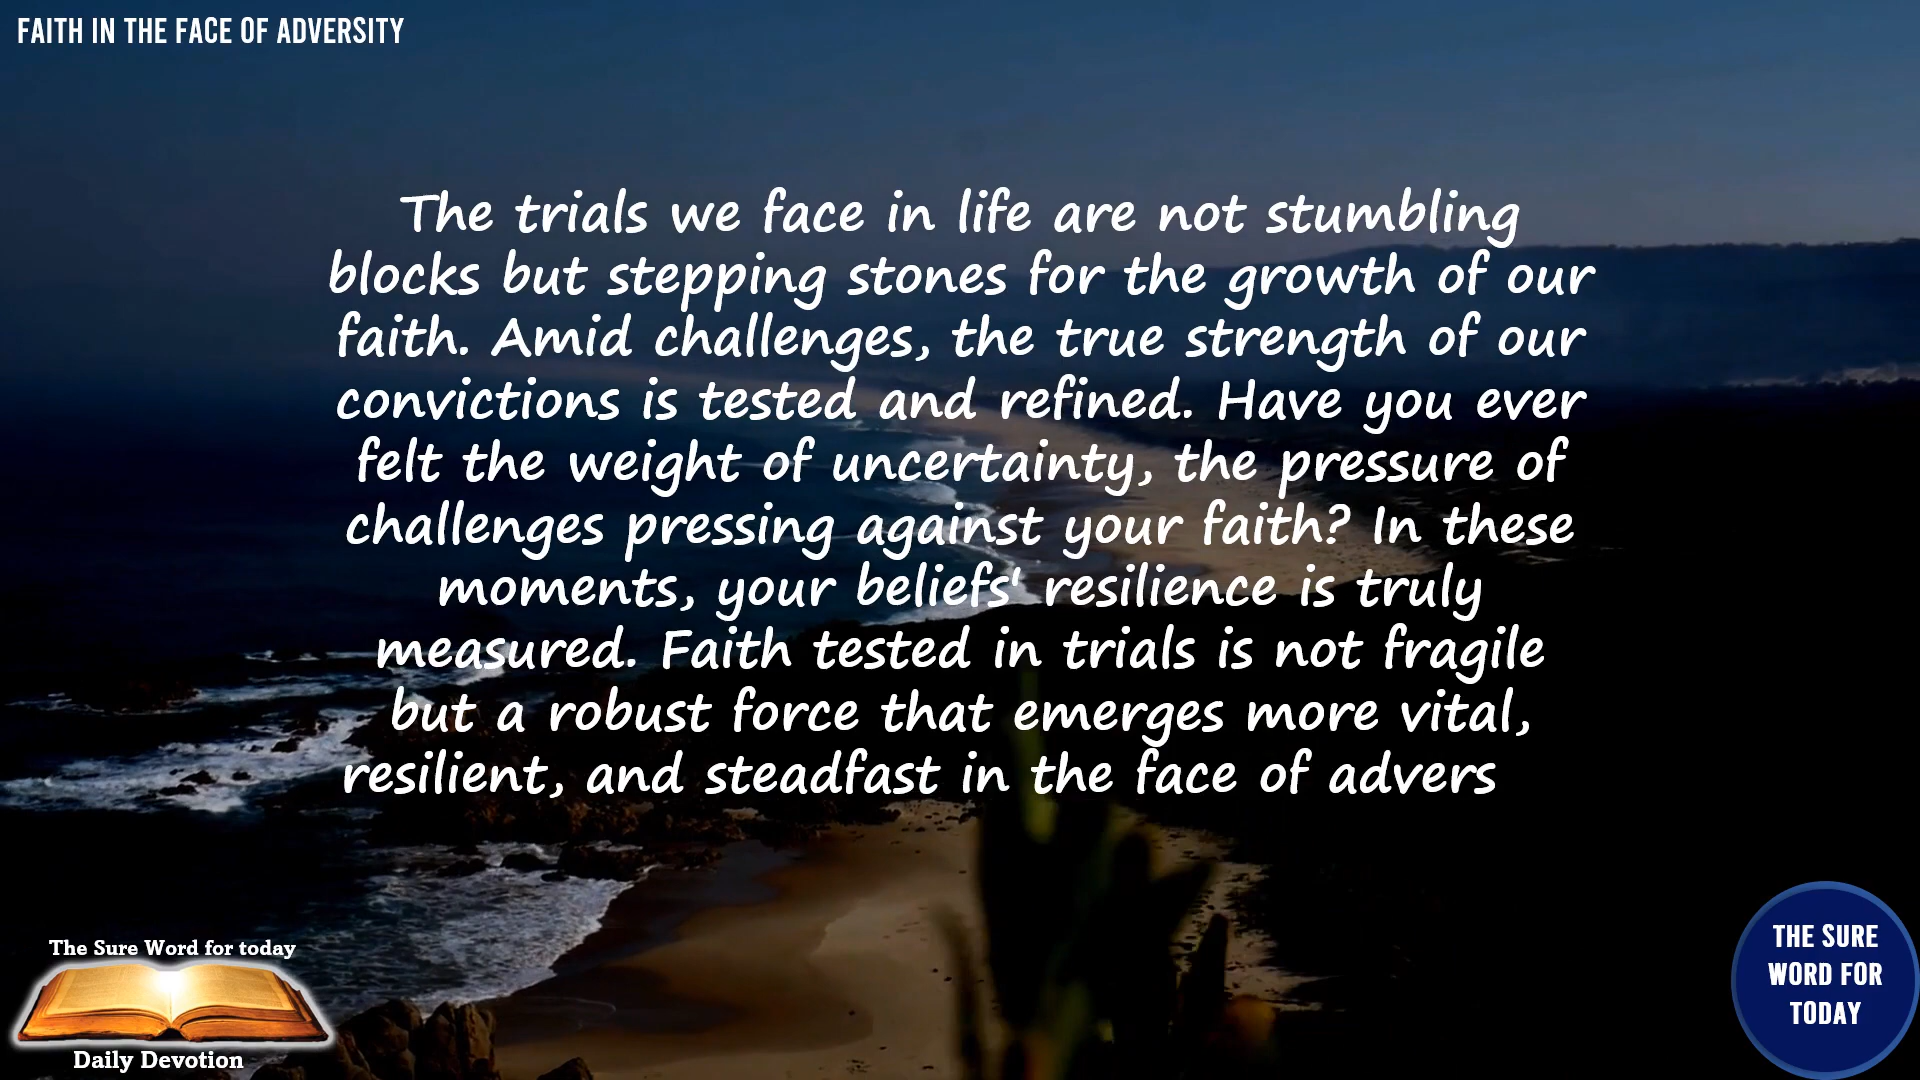 FAITH IN THE FACE OF ADVERSITY
The trials we face in life are not stumbling
blocks but stepping stones for the growth of our
faith. Amid challenges, the true strength of our
convictions is tested and refined. Have you ever
felt the weight of uncertainty, the pressure of
challenges pressing against your faith? In these
moments, your beliefs' resilience is truly
measured. Faith tested in trials is not fragile
but a robust force that emerges more vital,
resilient, and steadfast in the face of advers
The Sure Word for today
Daily Devotion
THE SURE
WORD FOR
TODAY